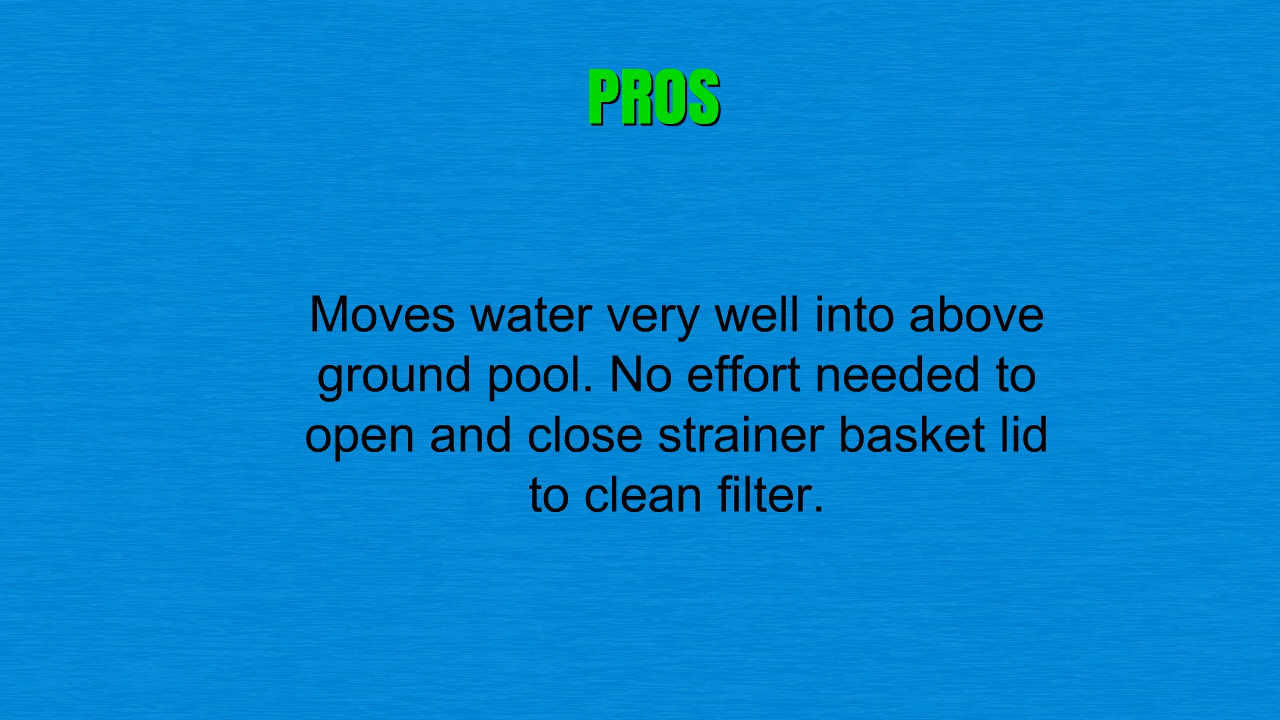 PROS
Moves water very well into above
ground pool. No effort needed to
open and close strainer basket lid
to clean filter.